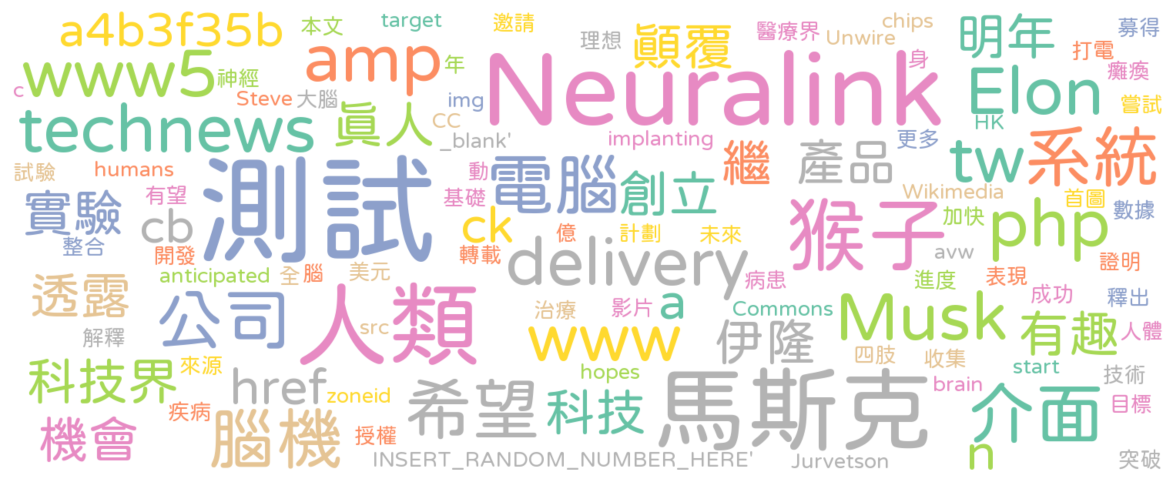 a4b3f35b 本文 target 邀請 理想 顛覆 醫療界 chips Unwire 明年 募得 打電
www5 神經 amp 年 Neuralink 身 Elon 癱瘓
c Steve 大腦 img CC 嘗試
technews 眞人 _blank' implanting 更多 HK
試驗 humans 測試 動 電腦 創立 繼 產品 tw 系統
實驗 有望 基礎 Wikimedia 首圖
整合 cb 開發 ck 轉載 億 計劃 未來 猴子 加快 php 數據
透露 anticipated 全 腦 美元 delivery 病患 avw 進度 表現 證明
解釋 公司 人類 src 治療 影片 a Commons Musk 成功 釋出
科技界 來源 www 伊隆 四肢 收集 有趣 人體
href zoneid hopes brain start 技術
機會 疾病 腦機 授權 希望 科技 馬斯克 介面 目標
INSERT_RANDOM_NUMBER_HERE' Jurvetson n 突破